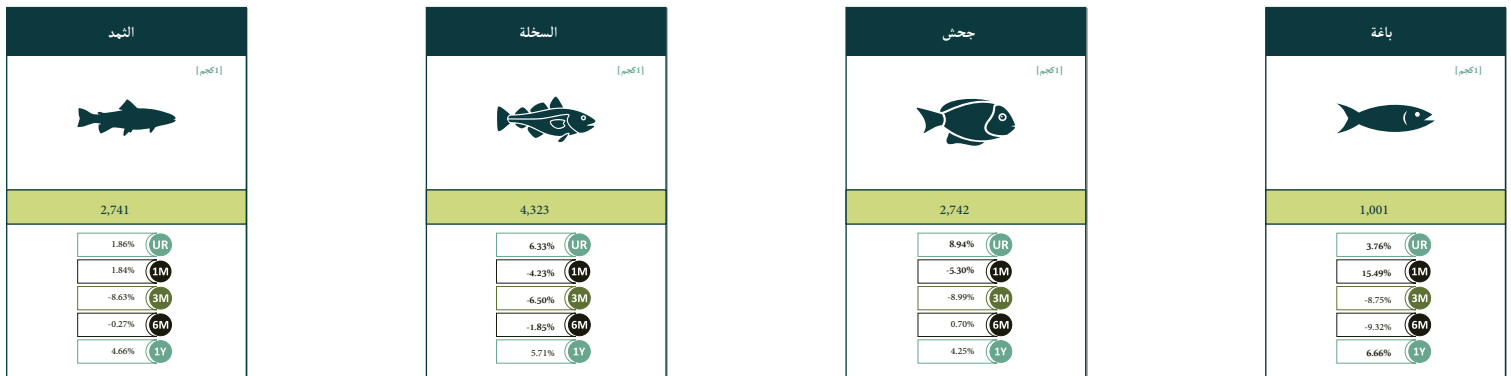 باغة
[1كجم]
1,001
3.76% UR
15.49% 1M
-8.75% 3M
-9.32% 6M
6.66% 1Y
جحش
[1كجم]
2,742
8.94% UR
-5.30% 1M
-8.99% 3M
0.70% 6M
4.25% 1Y
السخلة
[1كجم]
4,323
6.33% UR
-4.23% 1M
-6.50% 3M
-1.85% 6M
5.71% 1Y
الثمد
[1كجم]
2,741
1.86% UR
1.84% 1M
-8.63% 3M
-0.27% 6M
4.66% 1Y